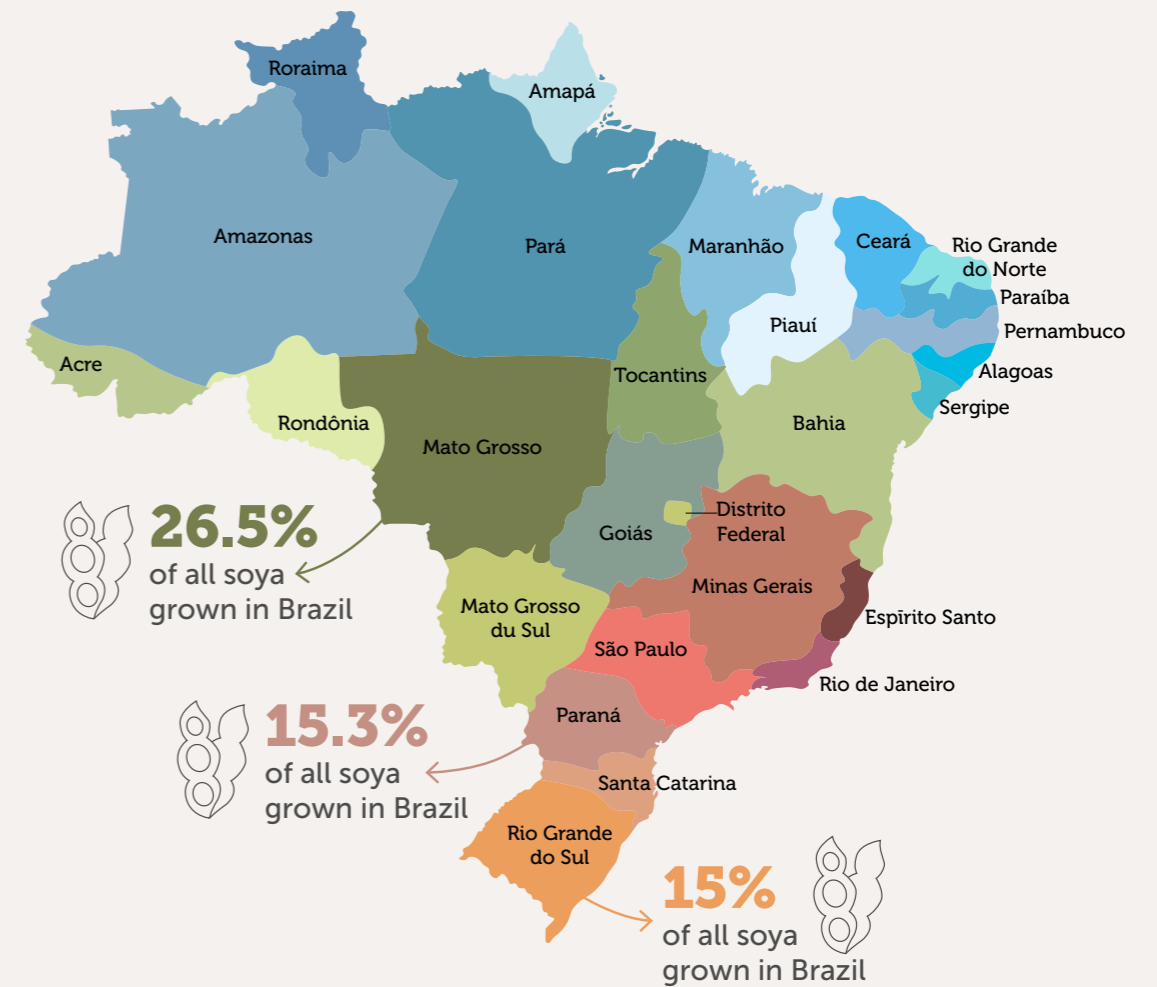 Roraima
Amapá
Amazonas
Pará
Maranhão
Ceará
Rio Grande
do Norte
Paraíba
Piauí
Pernambuco
Acre
Tocantins
Alagoas
Sergipe
Rondônia
Mato Grosso
Bahia
26.5%
of all soya
grown in Brazil
Goiás
Distrito
Federal
Minas Gerais
Mato Grosso
du Sul
Espīrito Santo
São Paulo
Rio de Janeiro
Paraná
15.3%
of all soya
grown in Brazil
Santa Catarina
Rio Grande
do Sul
15%
of all soya
grown in Brazil